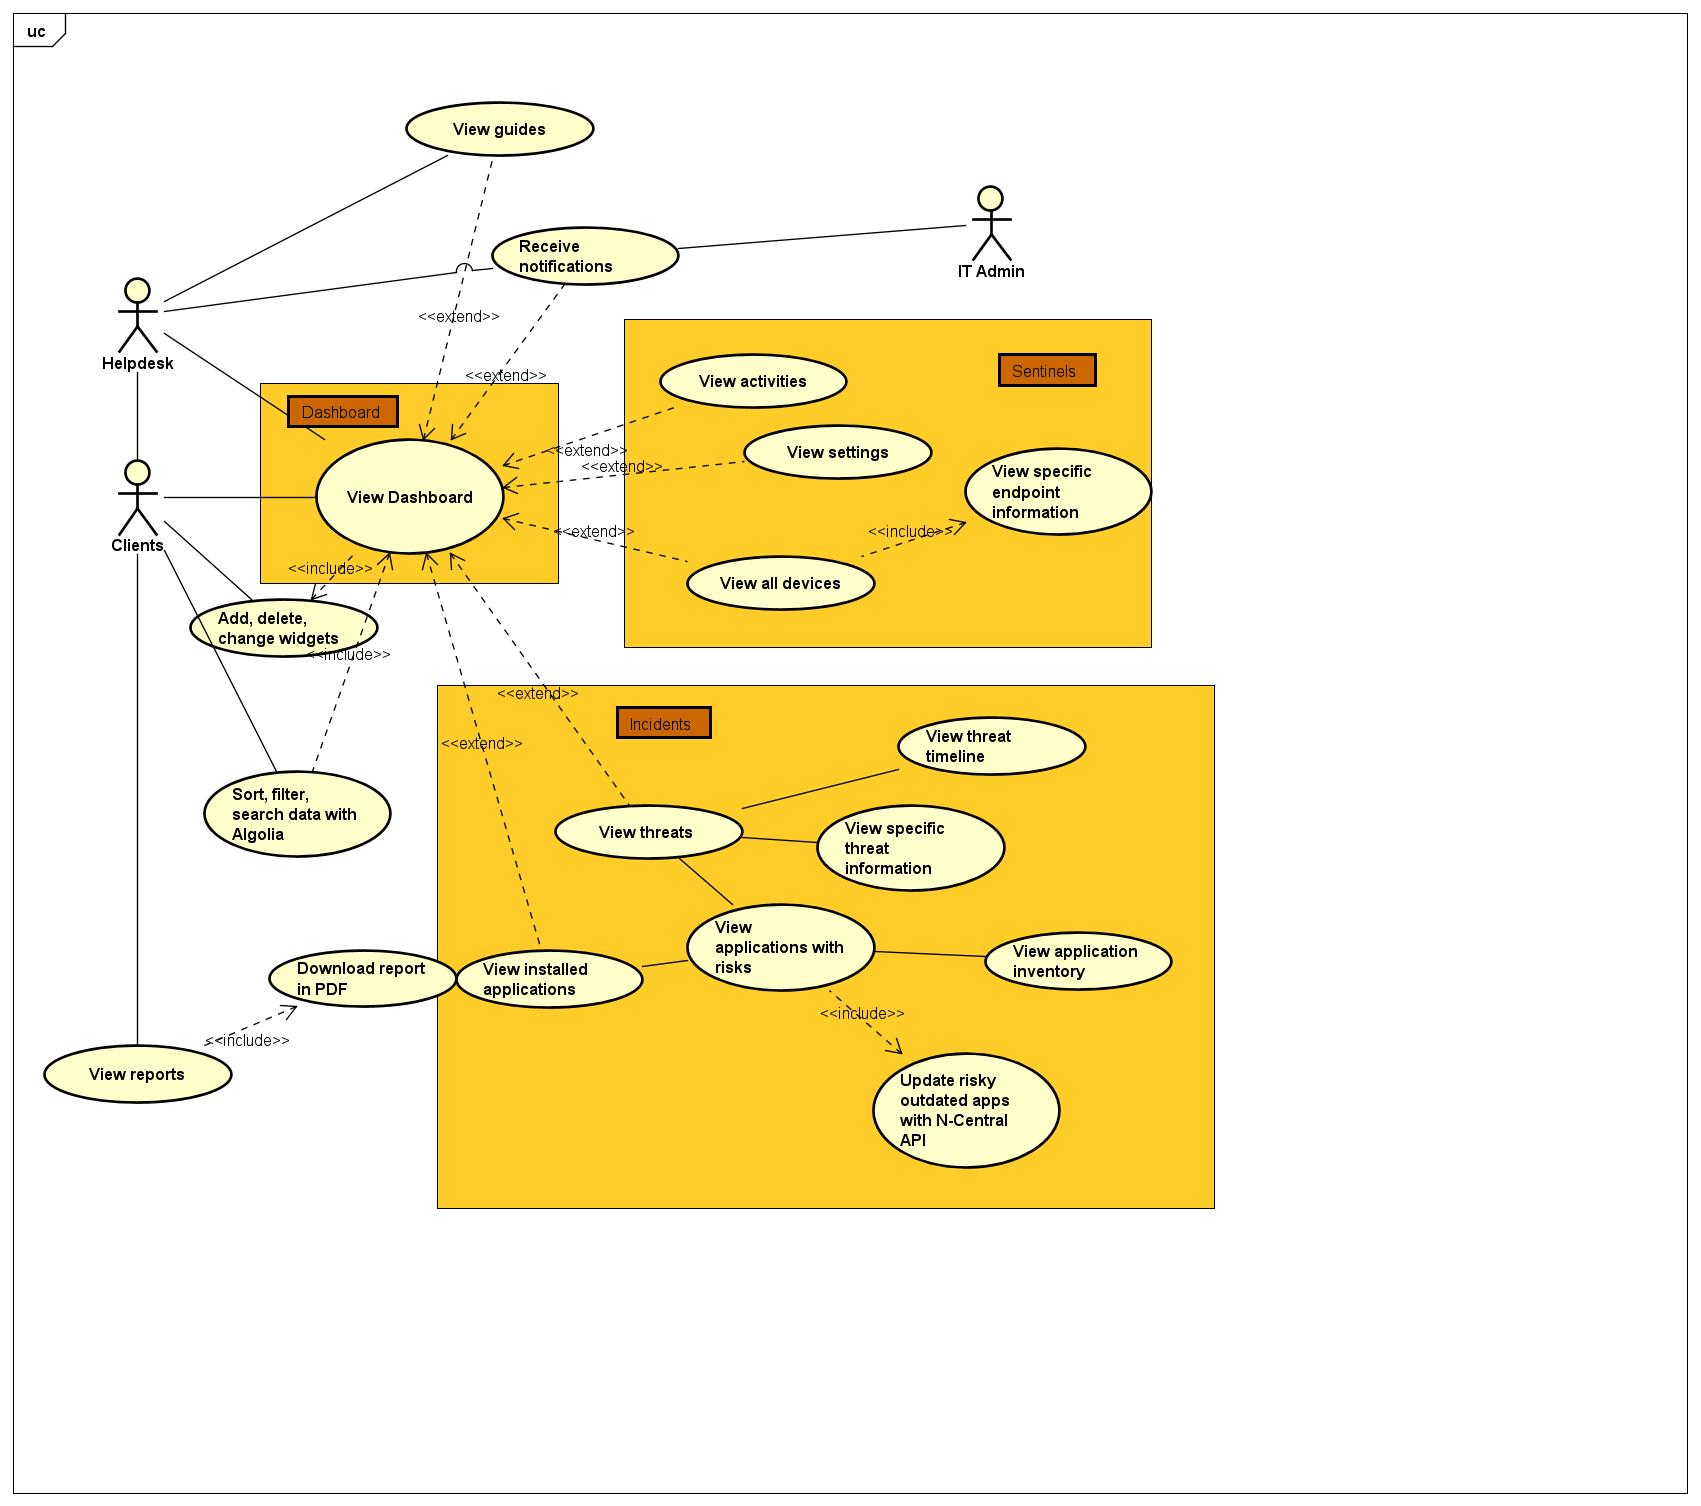 uc
View guides
Receive
notifications
IT Admin
Helpdesk
<<extend>>
<<extend>>
Dashboard
View Dashboard
Clients
<<include>>
Add, delete,
change widgets
<<include>>
Sort, filter,
search data with
Algolia
View activities
Sentinels
<<extend>>
View settings
<<extend>>
View specific
endpoint
information
<<extend>>
<<include>>
View all devices
<<extend>>
<<extend>>
Incidents
View threat
timeline
View threats
View specific
threat
information
View
applications with
risks
View application
inventory
View installed
applications
Download report
in PDF
<<include>>
<<include>>
View reports
Update risky
outdated apps
with N-Central
API